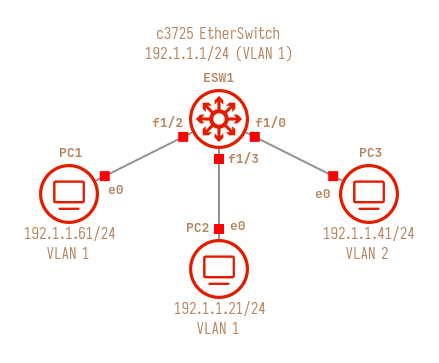 c3725 EtherSwitch
192.1.1.1/24 (VLAN 1)
ESW1
f1/2
f1/0
f1/3
PC1
e0
192.1.1.61/24
VLAN 1
PC2
e0
192.1.1.21/24
VLAN 1
PC3
e0
192.1.1.41/24
VLAN 2